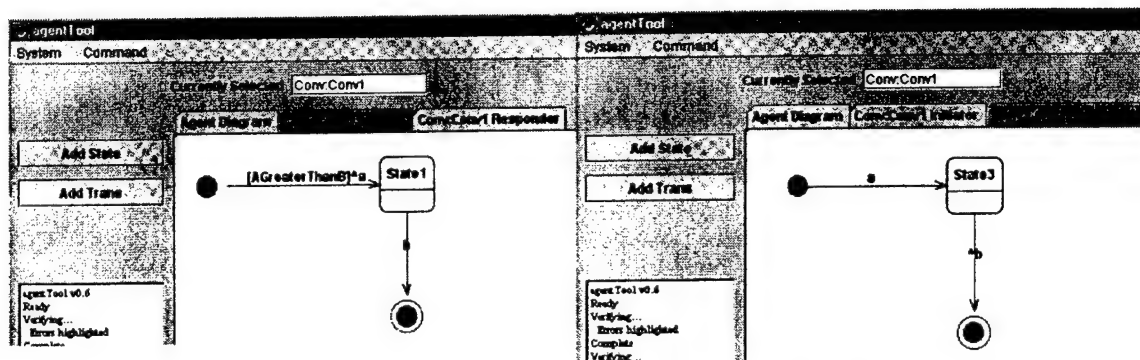 agentTool
System Command
Currently Selected Conv:Conv1
Agent Diagram Conv:Conv1 Responder
Add State
Add Trans
[AGreaterThanB]^a
State1
agentTool v0.6
Ready
Verifying...
Errors highlighted
Complete
agentTool
System Command
Currently Selected Conv:Conv1
Agent Diagram Conv:Conv1 Initiator
Add State
Add Trans
a
State3
^b
agentTool v0.6
Ready
Verifying...
Errors highlighted
Complete
Verifying...